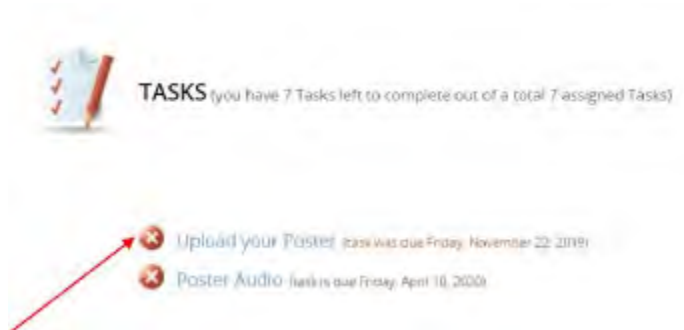 TASKS (you have 7 Tasks left to complete out of a total 7 assigned Tasks)
Upload your Poster (task was due Friday, November 22, 2019)
Poster Audio (task is due Friday, April 10, 2020)